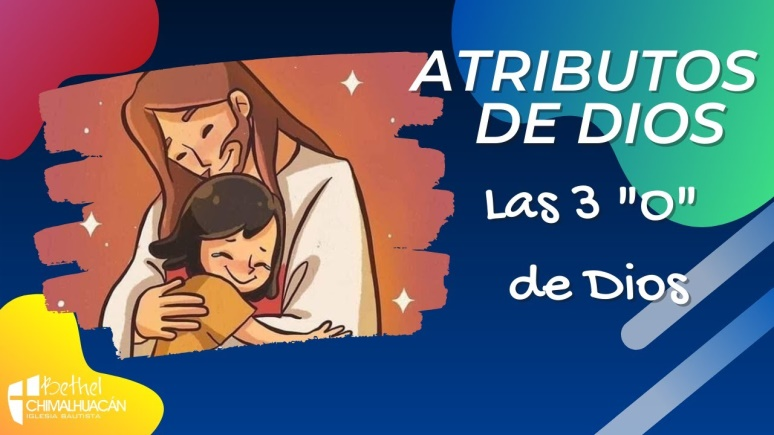 ATRIBUTOS
DE DIOS
Las 3 "O"
de Dios
Bethel
CHIMALHUACÁN
IGLESIA BAUTISTA